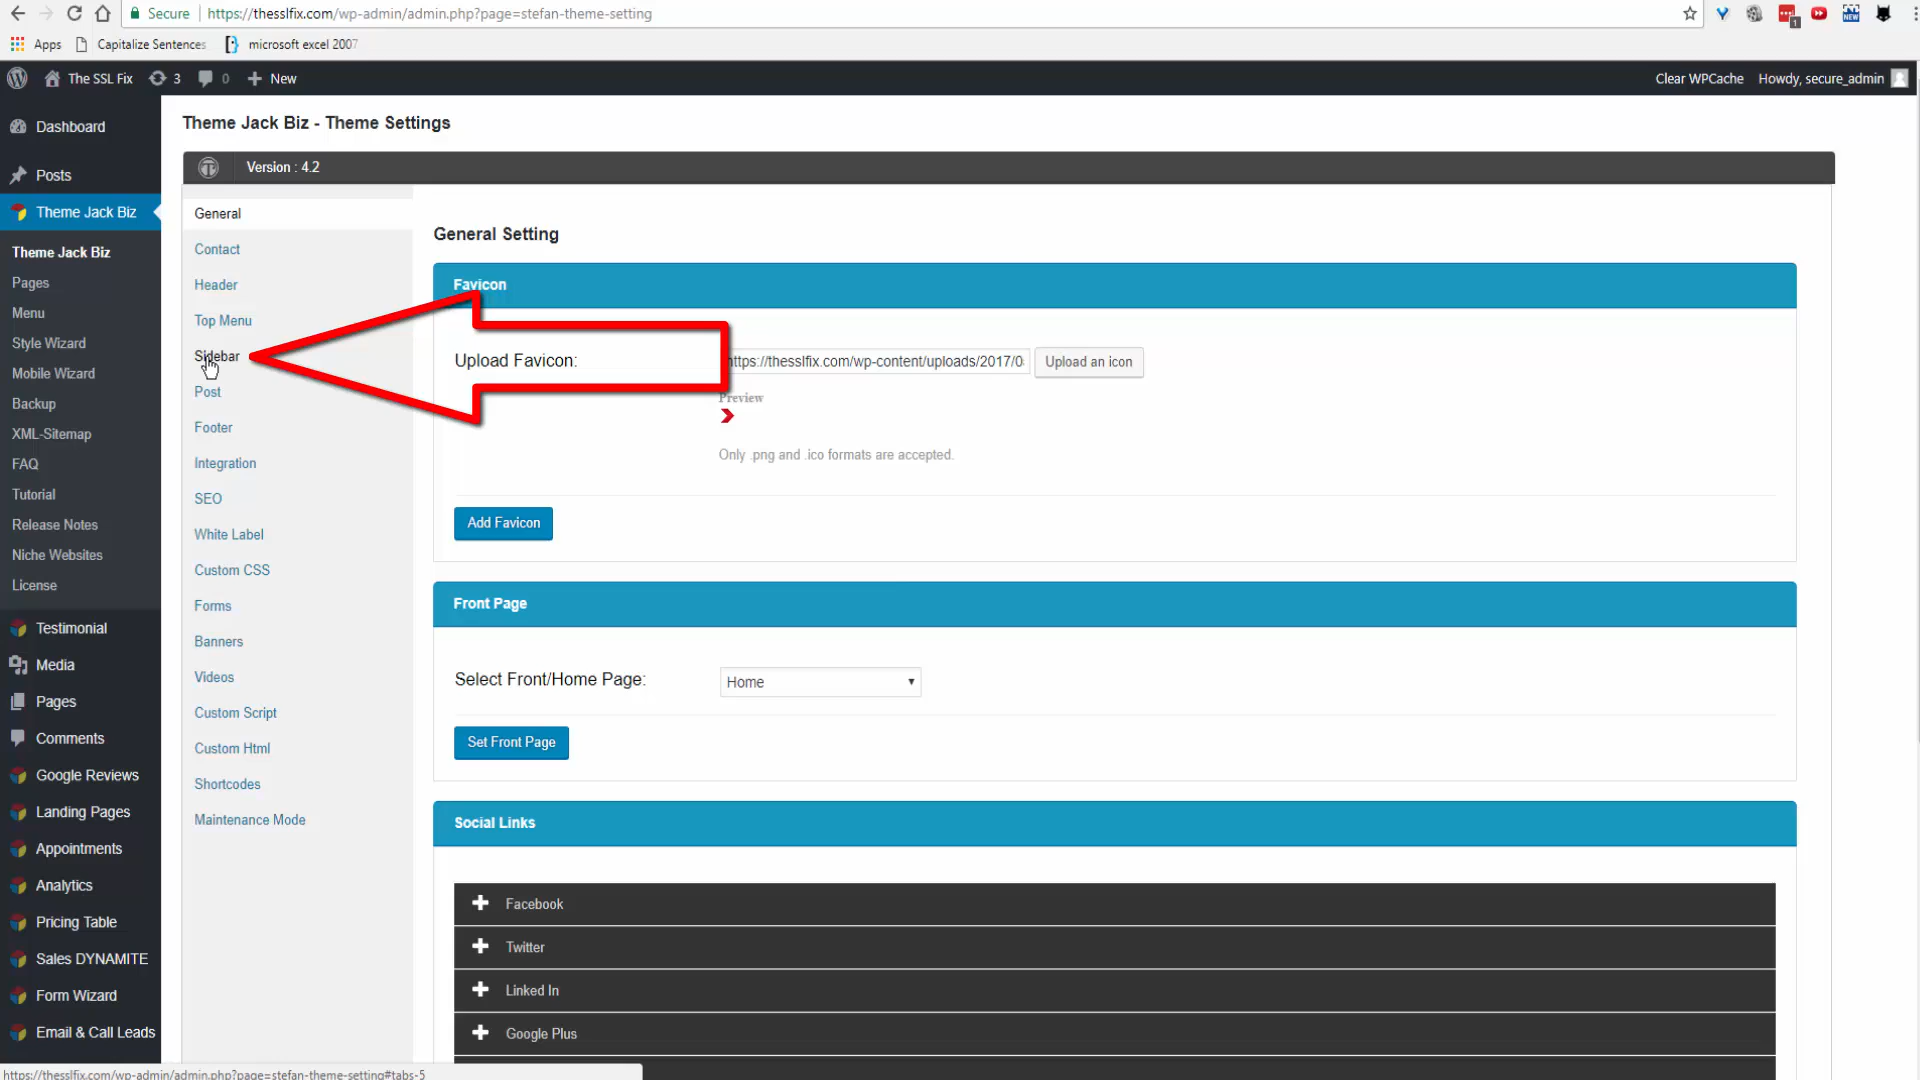 Secure https://thesslfix.com/wp-admin/admin.php?page=stefan-theme-setting
1
NEW
Apps Capitalize Sentences microsoft excel 2007
The SSL Fix 3 0 New Clear WPCache Howdy, secure_admin
Dashboard
Posts
Theme Jack Biz
Theme Jack Biz
Pages
Menu
Style Wizard
Mobile Wizard
Backup
XML-Sitemap
FAQ
Tutorial
Release Notes
Niche Websites
License
Testimonial
Media
Pages
Comments
Google Reviews
Landing Pages
Appointments
Analytics
Pricing Table
Sales DYNAMITE
Form Wizard
Email & Call Leads
Theme Jack Biz - Theme Settings
Version : 4.2
General
Contact
Header
Top Menu
Sidebar
Post
Footer
Integration
SEO
White Label
Custom CSS
Forms
Banners
Videos
Custom Script
Custom Html
Shortcodes
Maintenance Mode
General Setting
Favicon
Upload Favicon: https://thesslfix.com/wp-content/uploads/2017/0 Upload an icon
Preview
Only .png and .ico formats are accepted.
Add Favicon
Front Page
Select Front/Home Page: Home
Set Front Page
Social Links
Facebook
Twitter
Linked In
Google Plus
https://thesslfix.com/wp-admin/admin.php?page=stefan-theme-setting#tabs-5